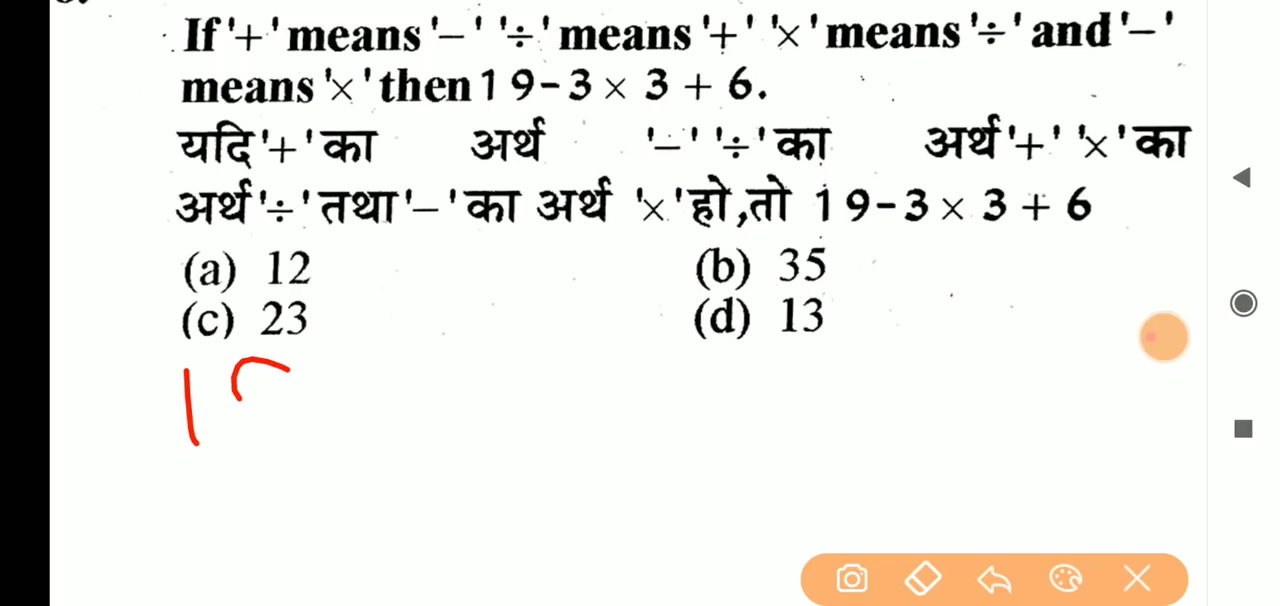 If '+' means '−' '÷' means '+' '×' means '÷' and '−'
means '×' then 19−3 × 3 + 6.
यदि '+' का अर्थ '−' '÷' का अर्थ '+' '×' का
अर्थ '÷' तथा '−' का अर्थ '×' हो, तो 19−3 × 3 + 6
(a) 12 (b) 35
(c) 23 (d) 13
1